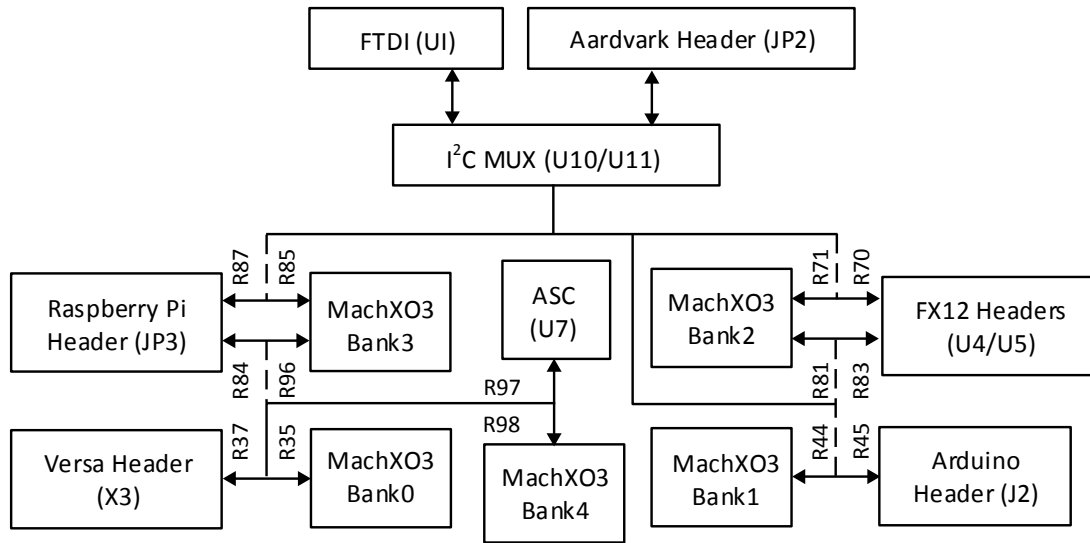 FTDI (UI)
Aardvark Header (JP2)
I²C MUX (U10/U11)
R87
R85
R71
R70
Raspberry Pi
Header (JP3)
MachXO3
Bank3
ASC
(U7)
MachXO3
Bank2
FX12 Headers
(U4/U5)
R84
R96
R97
R81
R83
R98
R37
R35
R44
R45
Versa Header
(X3)
MachXO3
Bank0
MachXO3
Bank4
MachXO3
Bank1
Arduino
Header (J2)